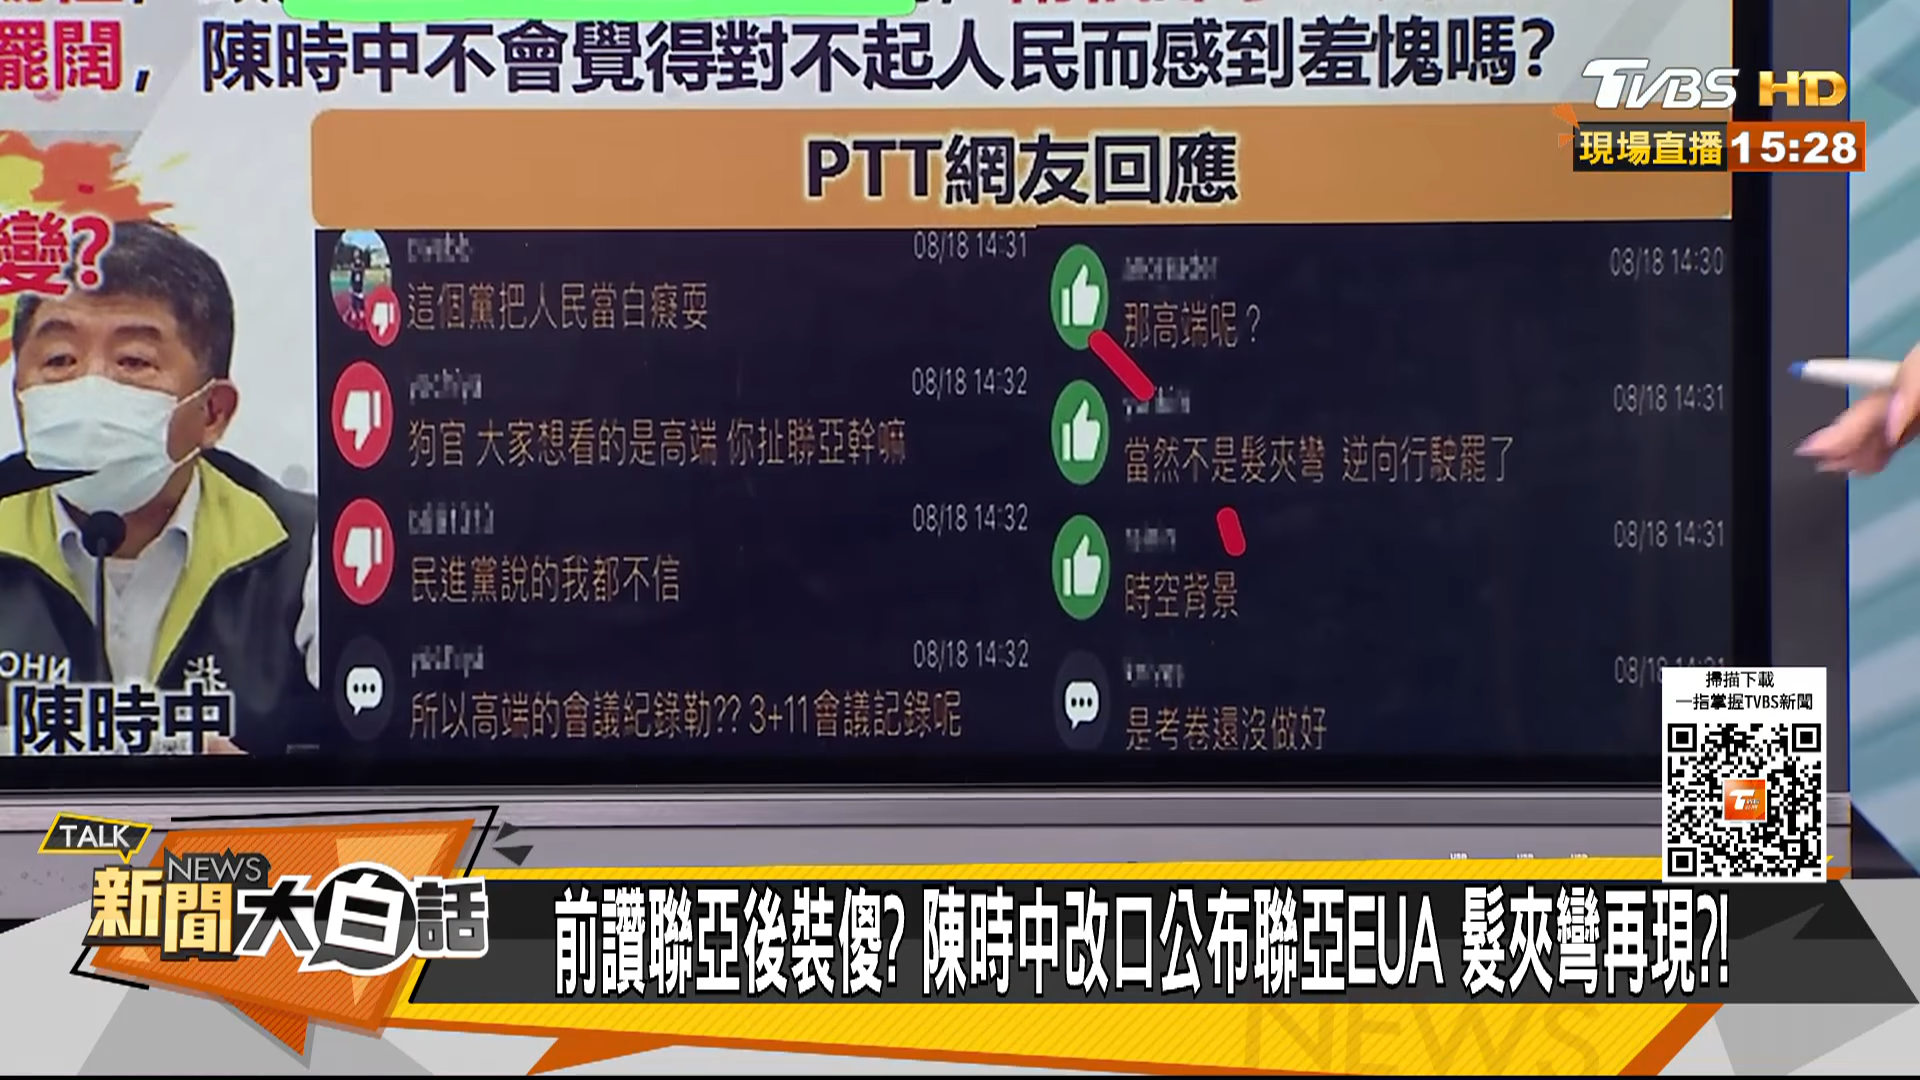 罷闊，陳時中不會覺得對不起人民而感到羞愧嗎?
TVBS HD
現場直播 15:28
變?
PTT網友回應
08/18 14:31
這個黨把人民當白癡耍
08/18 14:32
狗官 大家想看的是高端 你扯聯亞幹嘛
08/18 14:32
民進黨說的我都不信
08/18 14:32
所以高端的會議紀錄勒?? 3+11會議記錄呢
08/18 14:30
那高端呢？
08/18 14:31
當然不是髮夾彎 逆向行駛罷了
08/18 14:31
時空背景
是考卷還沒做好
陳時中
掃描下載
一指掌握TVBS新聞
TALK
NEWS
新聞大白話
前讚聯亞後裝傻? 陳時中改口公布聯亞EUA 髮夾彎再現?!
NEWS